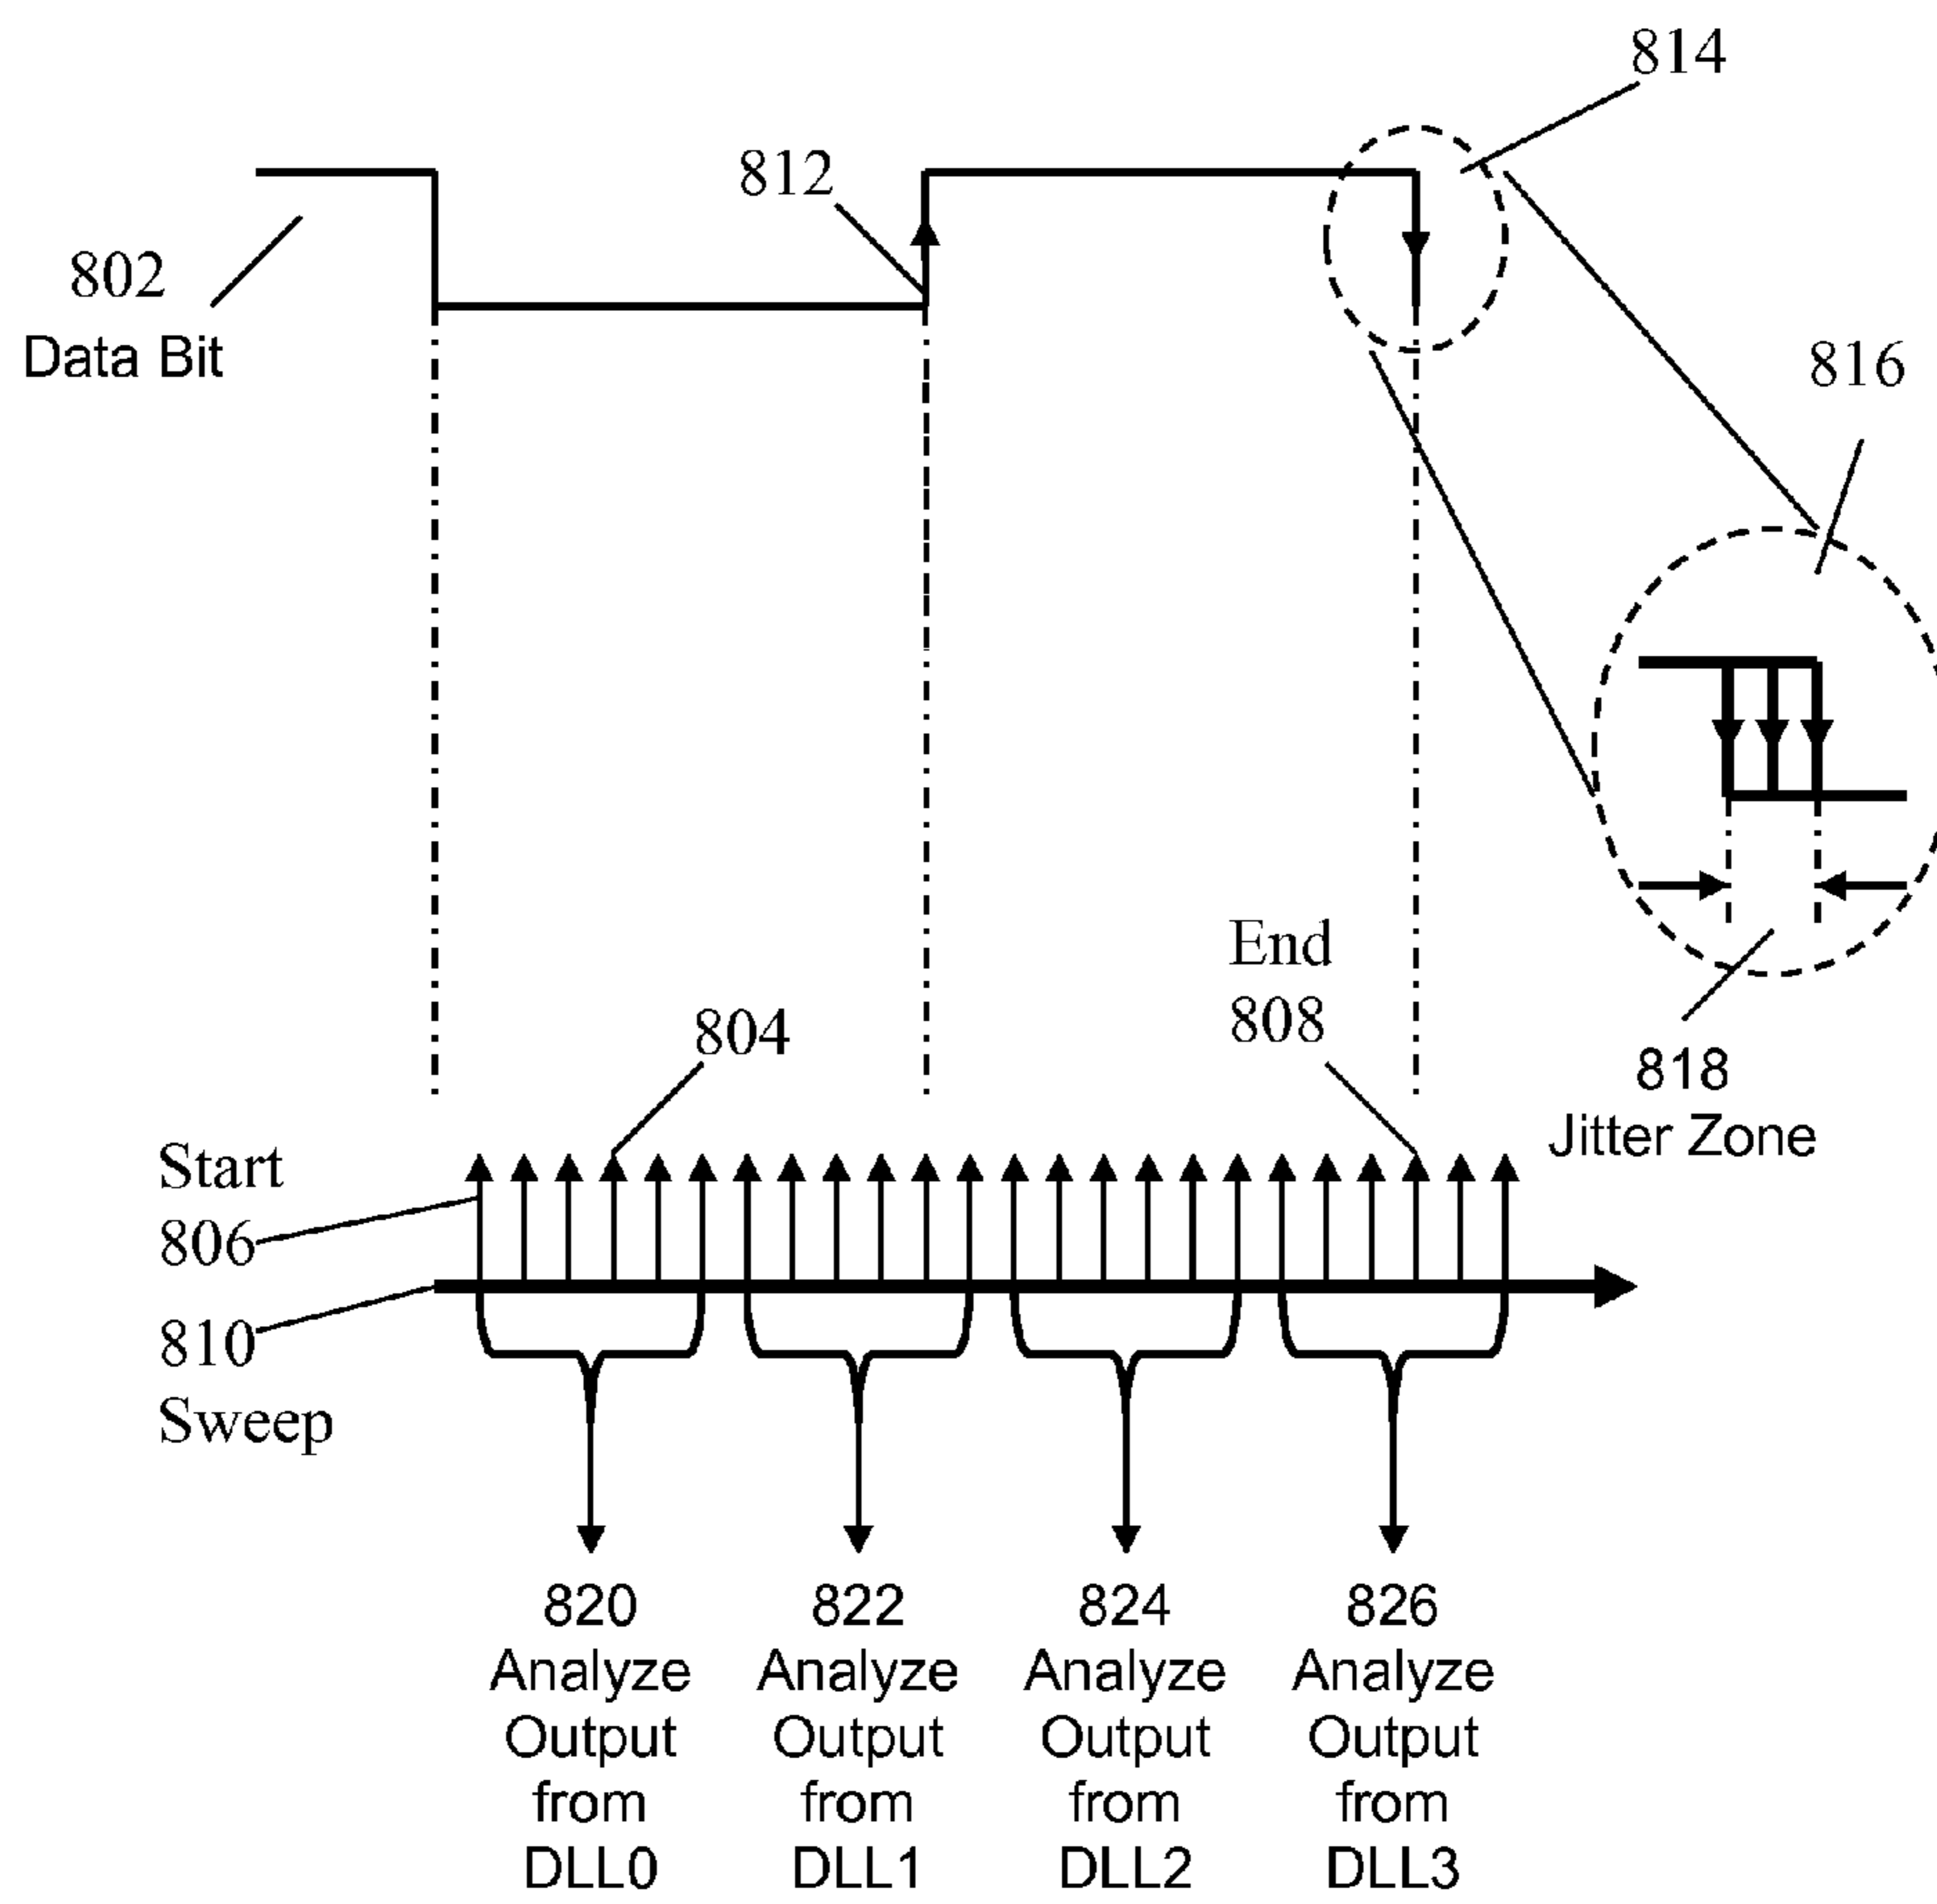 814
812
802
Data Bit
816
End
808
804
818
Jitter Zone
Start
806
810
Sweep
820
Analyze
Output
from
DLL0
822
Analyze
Output
from
DLL1
824
Analyze
Output
from
DLL2
826
Analyze
Output
from
DLL3